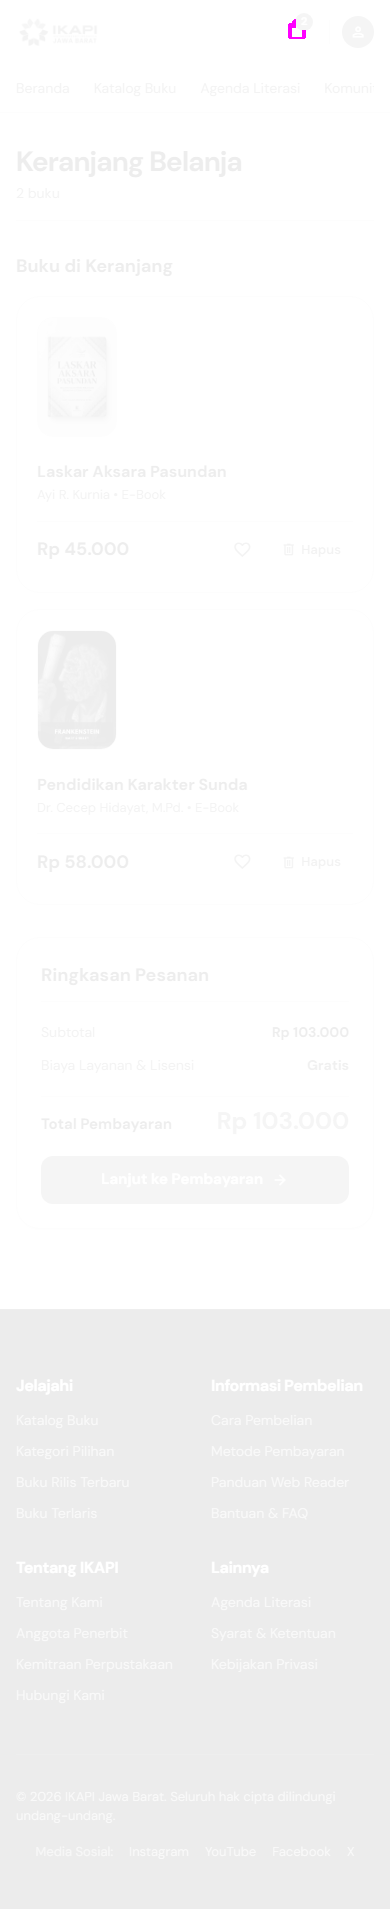 IKAPI
JAWA BARAT
Beranda Katalog Buku Agenda Literasi Komuni
Keranjang Belanja
2 buku
Buku di Keranjang
LASKAR
AKSARA
PASUNDAN
Laskar Aksara Pasundan
Ayi R. Kurnia • E-Book
Rp 45.000 Hapus
FRANKENSTEIN
Pendidikan Karakter Sunda
Dr. Cecep Hidayat, M.Pd. • E-Book
Rp 58.000 Hapus
Ringkasan Pesanan
Subtotal Rp 103.000
Biaya Layanan & Lisensi Gratis
Total Pembayaran Rp 103.000
Lanjut ke Pembayaran →
Jelajahi
Katalog Buku
Kategori Pilihan
Buku Rilis Terbaru
Buku Terlaris
Informasi Pembelian
Cara Pembelian
Metode Pembayaran
Panduan Web Reader
Bantuan & FAQ
Tentang IKAPI
Tentang Kami
Anggota Penerbit
Kemitraan Perpustakaan
Hubungi Kami
Lainnya
Agenda Literasi
Syarat & Ketentuan
Kebijakan Privasi
© 2026 IKAPI Jawa Barat. Seluruh hak cipta dilindungi
undang-undang.
Media Sosial: Instagram YouTube Facebook X